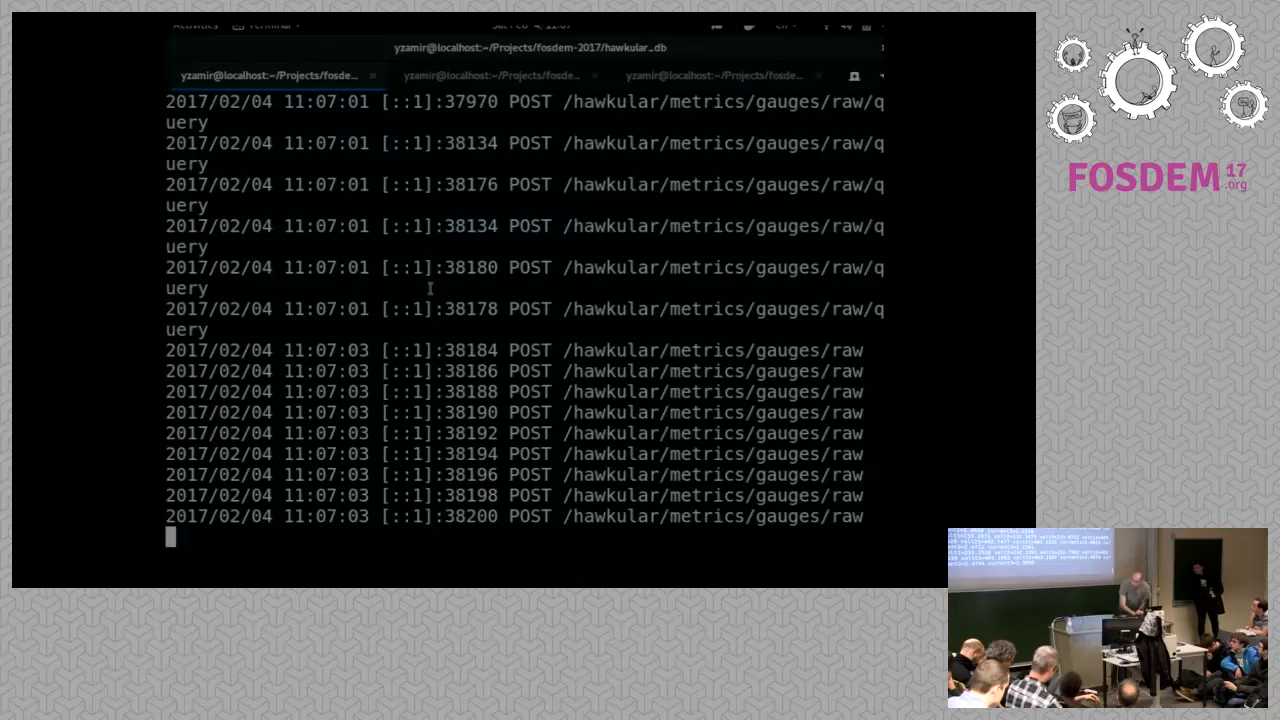 Activities Terminal
yzamir@localhost:~/Projects/fosdem-2017/hawkular_db
yzamir@localhost:~/Projects/fosde... yzamir@localhost:~/Projects/fosde... yzamir@localhost:~/Projects/fosde...
2017/02/04 11:07:01 [::1]:37970 POST /hawkular/metrics/gauges/raw/q
uery
2017/02/04 11:07:01 [::1]:38134 POST /hawkular/metrics/gauges/raw/q
uery
2017/02/04 11:07:01 [::1]:38176 POST /hawkular/metrics/gauges/raw/q
uery
2017/02/04 11:07:01 [::1]:38134 POST /hawkular/metrics/gauges/raw/q
uery
2017/02/04 11:07:01 [::1]:38180 POST /hawkular/metrics/gauges/raw/q
uery
2017/02/04 11:07:01 [::1]:38178 POST /hawkular/metrics/gauges/raw/q
uery
2017/02/04 11:07:03 [::1]:38184 POST /hawkular/metrics/gauges/raw
2017/02/04 11:07:03 [::1]:38186 POST /hawkular/metrics/gauges/raw
2017/02/04 11:07:03 [::1]:38188 POST /hawkular/metrics/gauges/raw
2017/02/04 11:07:03 [::1]:38190 POST /hawkular/metrics/gauges/raw
2017/02/04 11:07:03 [::1]:38192 POST /hawkular/metrics/gauges/raw
2017/02/04 11:07:03 [::1]:38194 POST /hawkular/metrics/gauges/raw
2017/02/04 11:07:03 [::1]:38196 POST /hawkular/metrics/gauges/raw
2017/02/04 11:07:03 [::1]:38198 POST /hawkular/metrics/gauges/raw
2017/02/04 11:07:03 [::1]:38200 POST /hawkular/metrics/gauges/raw
FOSDEM 17
.org